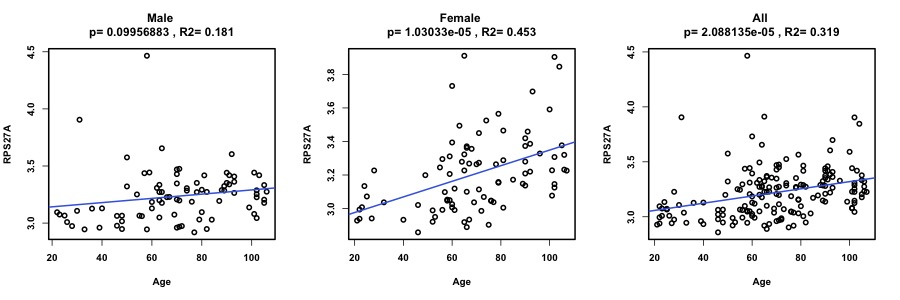 Male
p= 0.09956883 , R2= 0.181
RPS27A
4.5
4.0
3.5
3.0
20 40 60 80 100
Age
Female
p= 1.03033e-05 , R2= 0.453
RPS27A
3.8
3.6
3.4
3.2
3.0
20 40 60 80 100
Age
All
p= 2.088135e-05 , R2= 0.319
RPS27A
4.5
4.0
3.5
3.0
20 40 60 80 100
Age